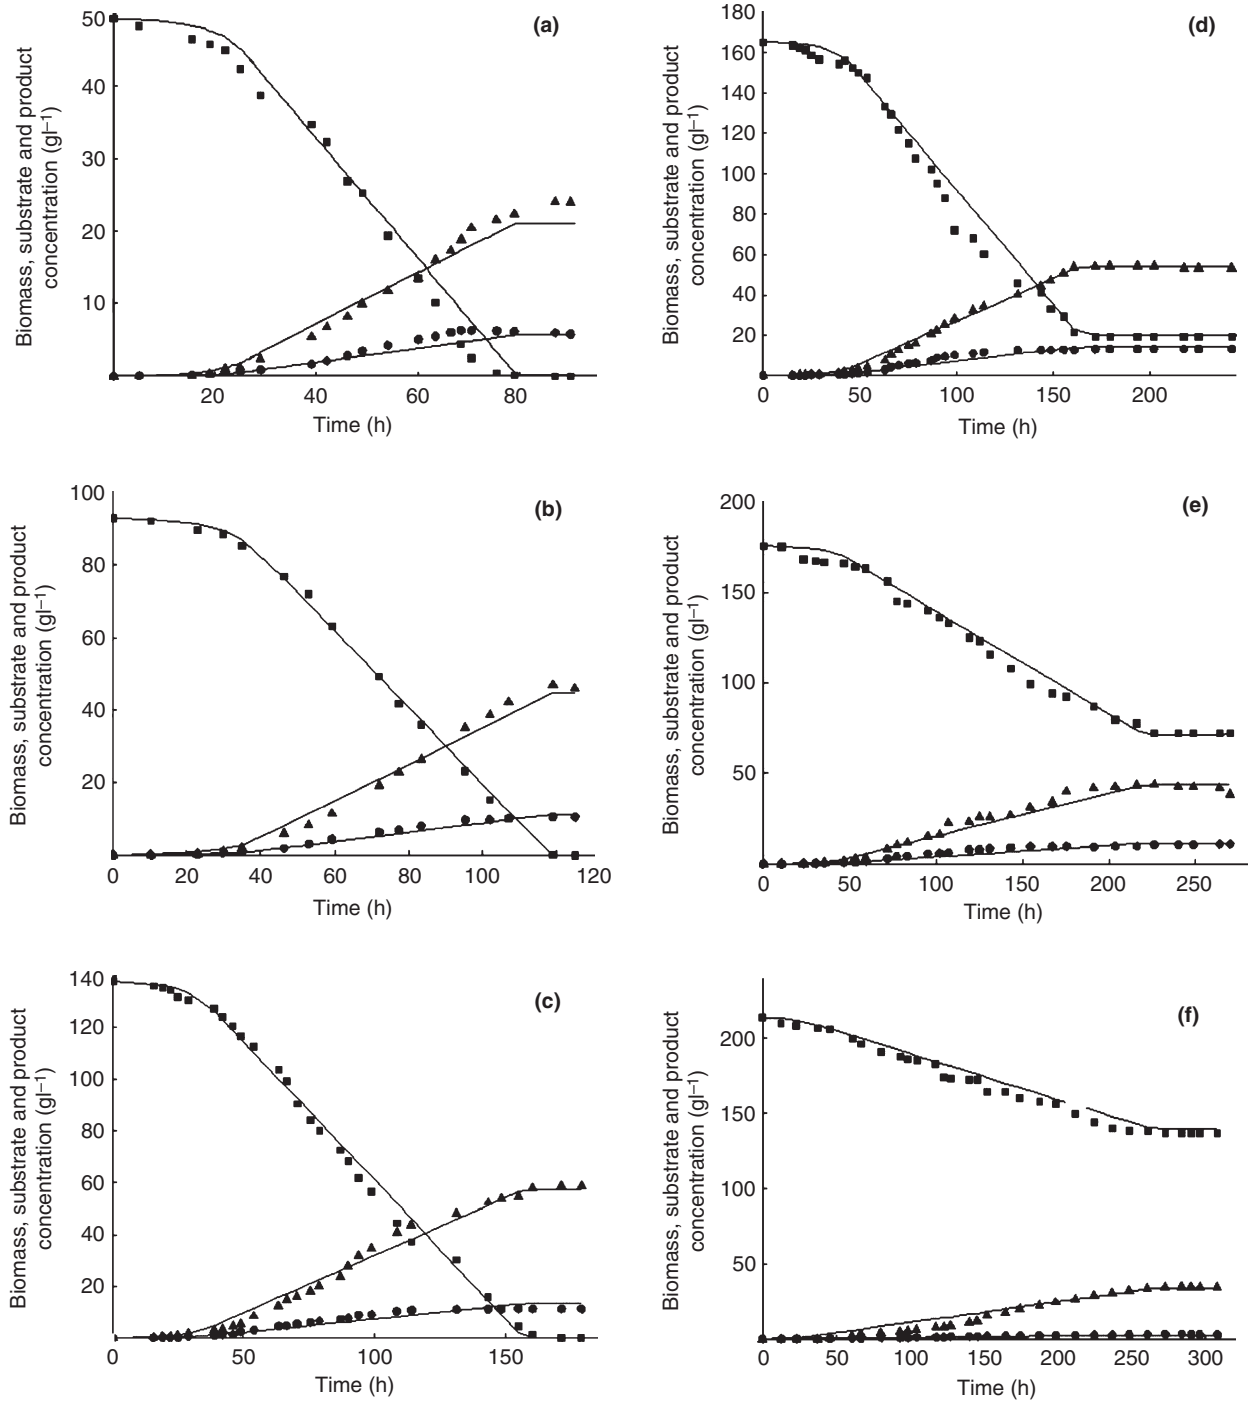 Biomass, substrate and product
concentration (gl⁻¹)
50
40
30
20
10
20
40
60
80
Time (h)
(a)
Biomass, substrate and product
concentration (gl⁻¹)
180
160
140
120
100
80
60
40
20
0
50
100
150
200
Time (h)
(d)
Biomass, substrate and product
concentration (gl⁻¹)
100
80
60
40
20
0
0
20
40
60
80
100
120
Time (h)
(b)
Biomass, substrate and product
concentration (gl⁻¹)
200
150
100
50
0
50
100
150
200
250
Time (h)
(e)
Biomass, substrate and product
concentration (gl⁻¹)
140
120
100
80
60
40
20
0
50
100
150
Time (h)
(c)
Biomass, substrate and product
concentration (gl⁻¹)
200
150
100
50
0
50
100
150
200
250
300
Time (h)
(f)